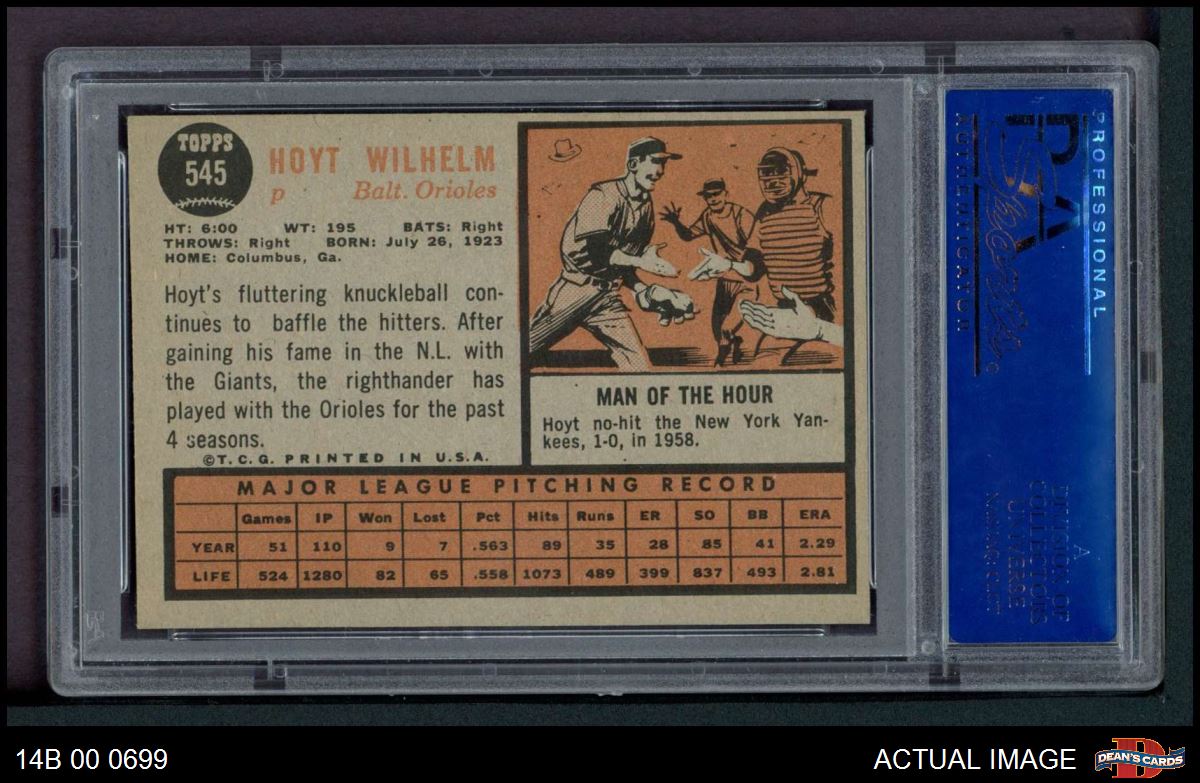 TOPPS
545
HOYT WILHELM
p Balt. Orioles
HT: 6:00 WT: 195 BATS: Right
THROWS: Right BORN: July 26, 1923
HOME: Columbus, Ga.
Hoyt's fluttering knuckleball con-
tinues to baffle the hitters. After
gaining his fame in the N.L. with
the Giants, the righthander has
played with the Orioles for the past
4 seasons.
©T.C.G. PRINTED IN U.S.A.
MAN OF THE HOUR
Hoyt no-hit the New York Yan-
kees, 1-0, in 1958.
MAJOR LEAGUE PITCHING RECORD
Games IP Won Lost Pct Hits Runs ER SO BB ERA
YEAR 51 110 9 7 .563 89 35 28 85 41 2.29
LIFE 524 1280 82 65 .558 1073 489 399 837 493 2.81
PROFESSIONAL
PSA
Sports
AUTHENTICATOR
A
DIVISION OF
COLLECTORS
UNIVERSE
14B 00 0699
ACTUAL IMAGE
DEAN'S CARDS